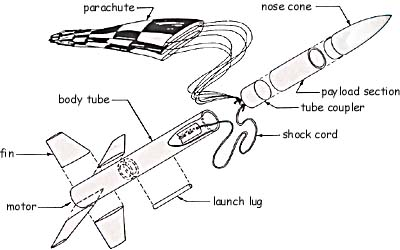 parachute
nose cone
payload section
tube coupler
shock cord
body tube
fin
motor
launch lug